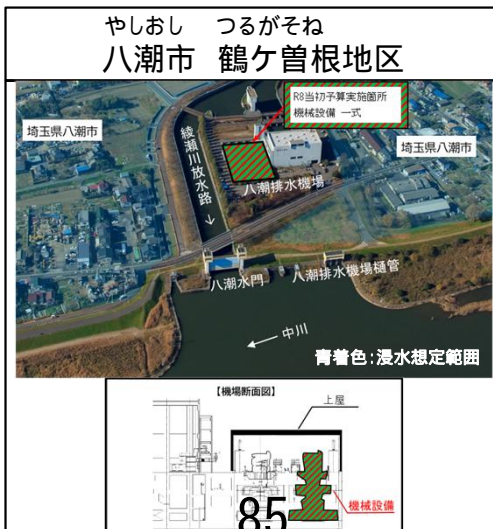 やしおし つるがそね
八潮市 鶴ケ曽根地区
R8当初予算実施箇所
機械設備 一式
埼玉県八潮市
綾瀬川放水路
↓
埼玉県八潮市
八潮排水機場
八潮水門
八潮排水機場樋管
← 中川
青着色:浸水想定範囲
【機場断面図】
上屋
85
機械設備